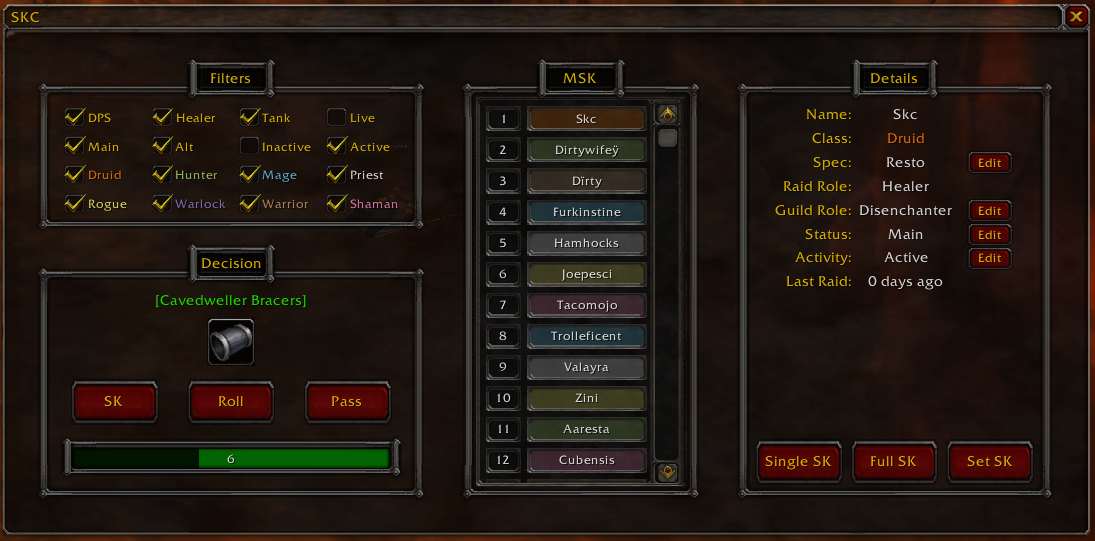 SKC
Filters
DPS Healer Tank Live
Main Alt Inactive Active
Druid Hunter Mage Priest
Rogue Warlock Warrior Shaman
Decision
[Cavedweller Bracers]
SK Roll Pass
6
MSK
1 Skc
2 Dirtywifeÿ
3 Dïrty
4 Furkinstine
5 Hamhocks
6 Joepesci
7 Tacomojo
8 Trolleficent
9 Valayra
10 Zini
11 Aaresta
12 Cubensis
Details
Name: Skc
Class: Druid
Spec: Resto Edit
Raid Role: Healer
Guild Role: Disenchanter Edit
Status: Main Edit
Activity: Active Edit
Last Raid: 0 days ago
Single SK Full SK Set SK